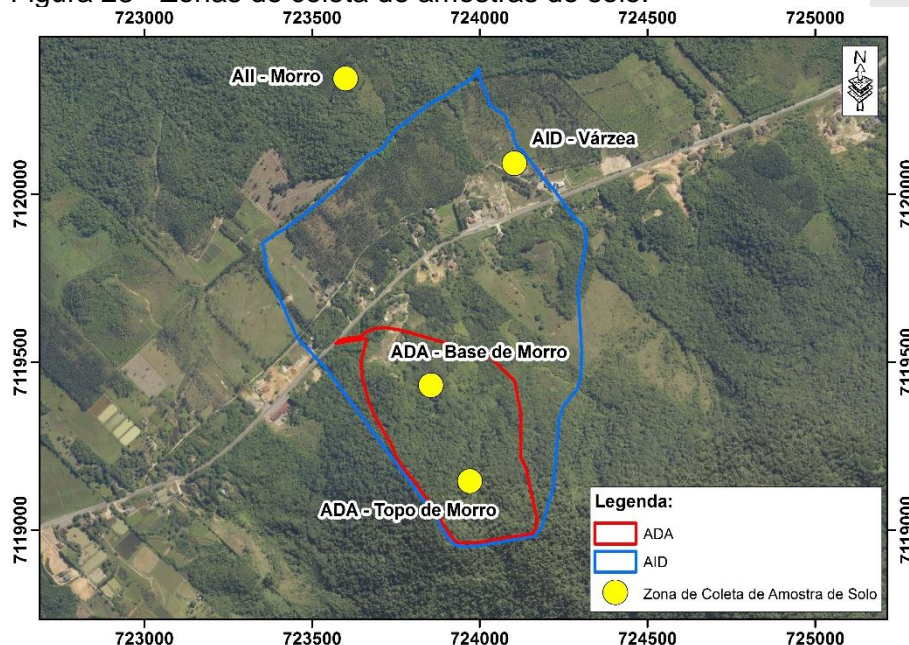 Figura 25 - Zonas de coleta de amostras de solo.
723000 723500 724000 724500 725000
AII - Morro
N
AID - Várzea
7120000
7120000
ADA - Base de Morro
7119500
7119500
ADA - Topo de Morro
7119000
7119000
Legenda:
ADA
AID
Zona de Coleta de Amostra de Solo
723000 723500 724000 724500 725000